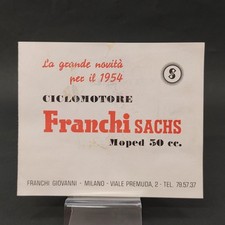 La grande novità
per il 1954
CICLOMOTORE
Franchi SACHS
Moped 50 cc.
FRANCHI GIOVANNI - MILANO - VIALE PREMUDA, 2 - TEL. 79.57.37